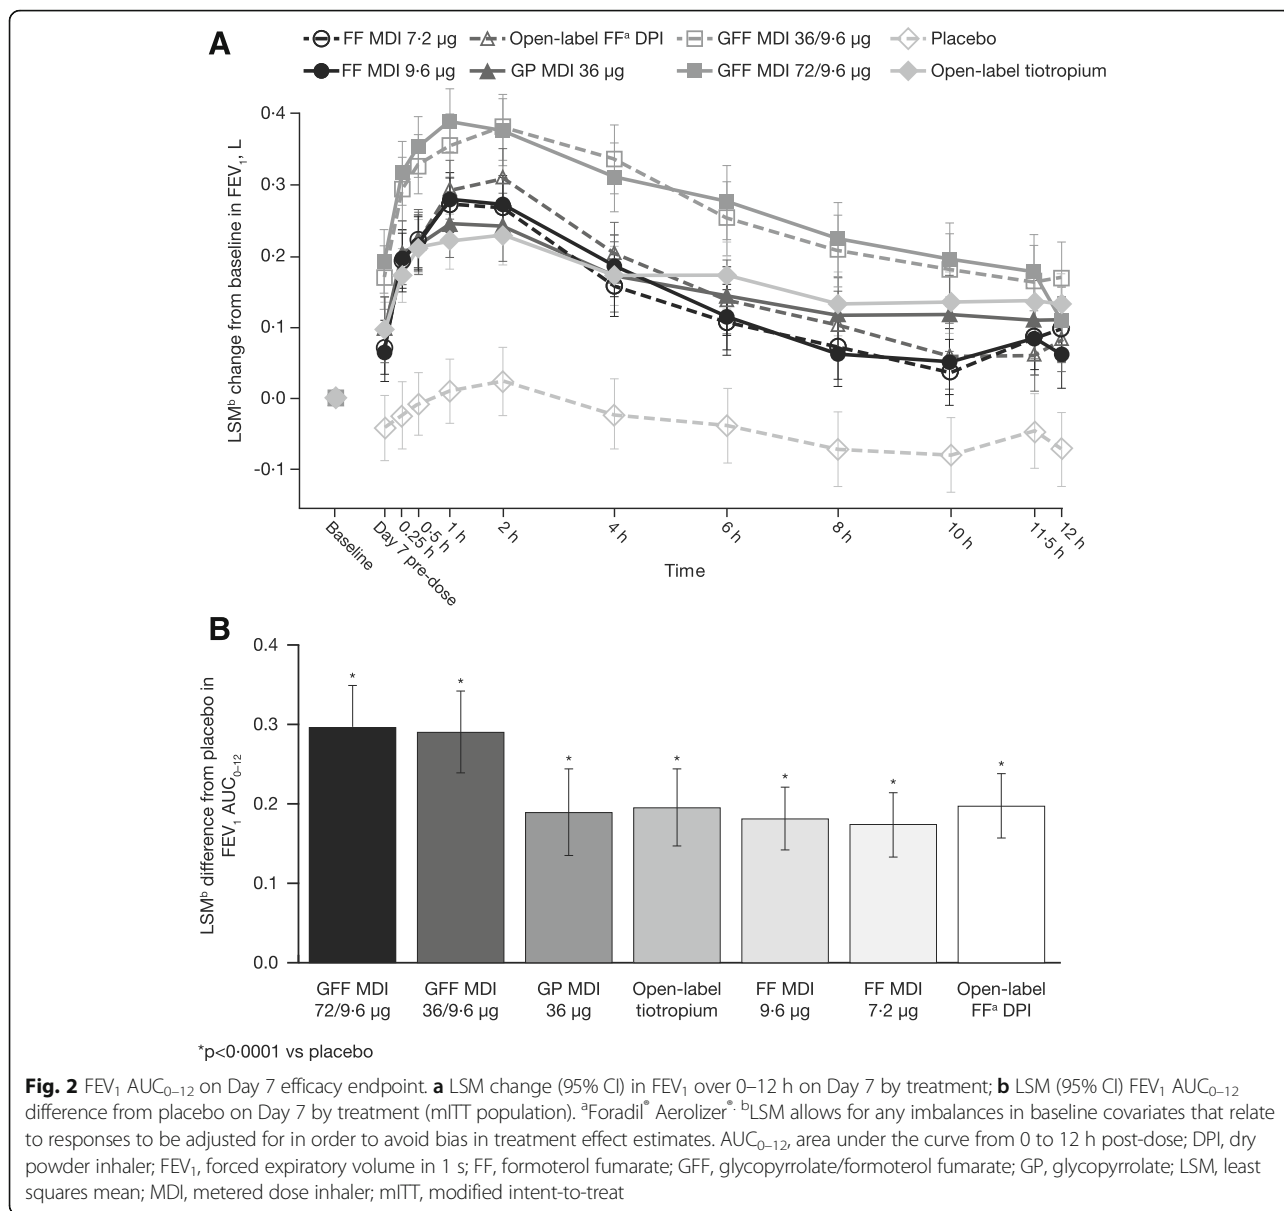 A
FF MDI 7·2 µg
Open-label FFᵃ DPI
GFF MDI 36/9·6 µg
Placebo
FF MDI 9·6 µg
GP MDI 36 µg
GFF MDI 72/9·6 µg
Open-label tiotropium
LSMᵇ change from baseline in FEV₁, L
0·4
0·3
0·2
0·1
0·0
-0·1
Baseline
Day 7 pre-dose
0.25 h
0·5 h
1 h
2 h
4 h
6 h
8 h
10 h
11·5 h
12 h
Time
B
LSMᵇ difference from placebo in
FEV₁ AUC₀₋₁₂
0.4
0.3
0.2
0.1
0.0
* * * * * * *
GFF MDI
72/9·6 µg
GFF MDI
36/9·6 µg
GP MDI
36 µg
Open-label
tiotropium
FF MDI
9·6 µg
FF MDI
7·2 µg
Open-label
FFᵃ DPI
*p<0·0001 vs placebo
Fig. 2 FEV₁ AUC₀₋₁₂ on Day 7 efficacy endpoint. a LSM change (95% CI) in FEV₁ over 0–12 h on Day 7 by treatment; b LSM (95% CI) FEV₁ AUC₀₋₁₂
difference from placebo on Day 7 by treatment (mITT population). ᵃForadil® Aerolizer®. ᵇLSM allows for any imbalances in baseline covariates that relate
to responses to be adjusted for in order to avoid bias in treatment effect estimates. AUC₀₋₁₂, area under the curve from 0 to 12 h post-dose; DPI, dry
powder inhaler; FEV₁, forced expiratory volume in 1 s; FF, formoterol fumarate; GFF, glycopyrrolate/formoterol fumarate; GP, glycopyrrolate; LSM, least
squares mean; MDI, metered dose inhaler; mITT, modified intent-to-treat